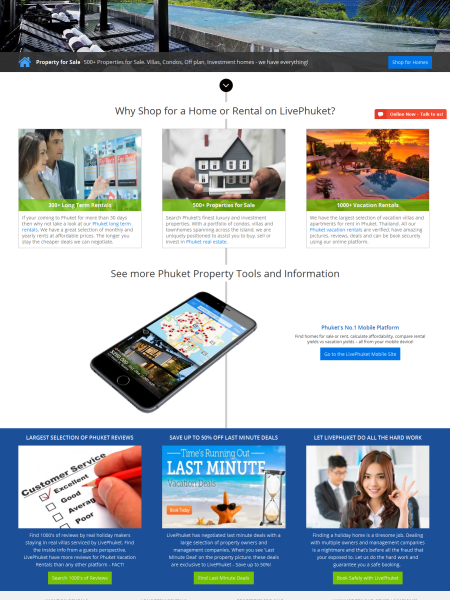 Property for Sale 500+ Properties for Sale. Villas, Condos, Off plan, Investment homes - we have everything!
Shop for Homes
Why Shop for a Home or Rental on LivePhuket?
Online Now - Talk to us!
300+ Long Term Rentals
500+ Properties for Sale
1000+ Vacation Rentals
If your coming to Phuket for more than 30 days
then why not take a look at our Phuket long term
rentals. We have a great selection of monthly and
yearly rents at affordable prices. The longer you
stay the cheaper deals we can negotiate.
Search Phuket's finest luxury and investment
properties. With a portfolio of condos, villas and
townhomes spanning across the island, we are
uniquely positioned to assist you to buy, sell or
invest in Phuket real estate.
We have the largest selection of vacation villas and
apartments for rent in Phuket, Thailand. All our
Phuket vacation rentals are verified, have amazing
pictures, reviews, deals and can be book securely
using our online platform.
See more Phuket Property Tools and Information
Phuket's No.1 Mobile Platform
Find homes for sale or rent, calculate affordability, compare rental
yields vs vacation yields – all from your mobile device!
Go to the LivePhuket Mobile Site
LARGEST SELECTION OF PHUKET REVIEWS
SAVE UP TO 50% OFF LAST MINUTE DEALS
LET LIVEPHUKET DO ALL THE HARD WORK
Customer Service
Excellent
Good
Average
Poor
Time's Running Out
LAST MINUTE
Vacation Deals
Book Today
Find 1000's of reviews by real holiday makers
staying in real villas serviced by LivePhuket. Find
the inside info from a guests perspective.
LivePhuket have more reviews for Phuket Vacation
Rentals than any other platform - FACT!
Search 1000's of Reviews
LivePhuket has negotiated last minute deals with a
large selection of property owners and
management companies. When you see 'Last
Minute Deal' on the property picture, these deals
are exclusive to LivePhuket - Save up to 50%!
Find Last Minute Deals
Finding a holiday home is a tiresome job. Dealing
with multiple owners and management companies
is a nightmare and that's before all the fraud that
your exposed to. Let us do the hard work and
guarantee you a safe booking.
Book Safely with LivePhuket